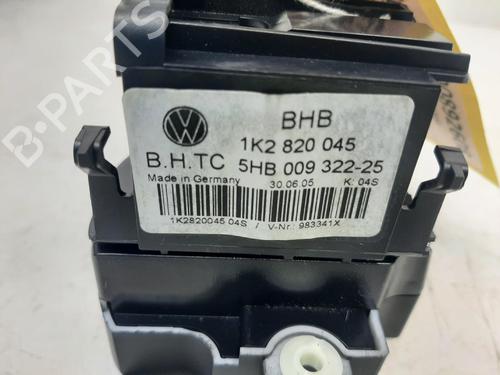 BHB
1K2 820 045
B.H.TC 5HB 009 322-25
Made in Germany 30.06.05 K: 04S
1K2820045 04S / V-Nr.: 983341X
B-PARTS